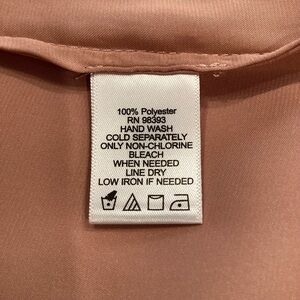 100% Polyester
RN 98393
HAND WASH
COLD SEPARATELY
ONLY NON-CHLORINE
BLEACH
WHEN NEEDED
LINE DRY
LOW IRON IF NEEDED